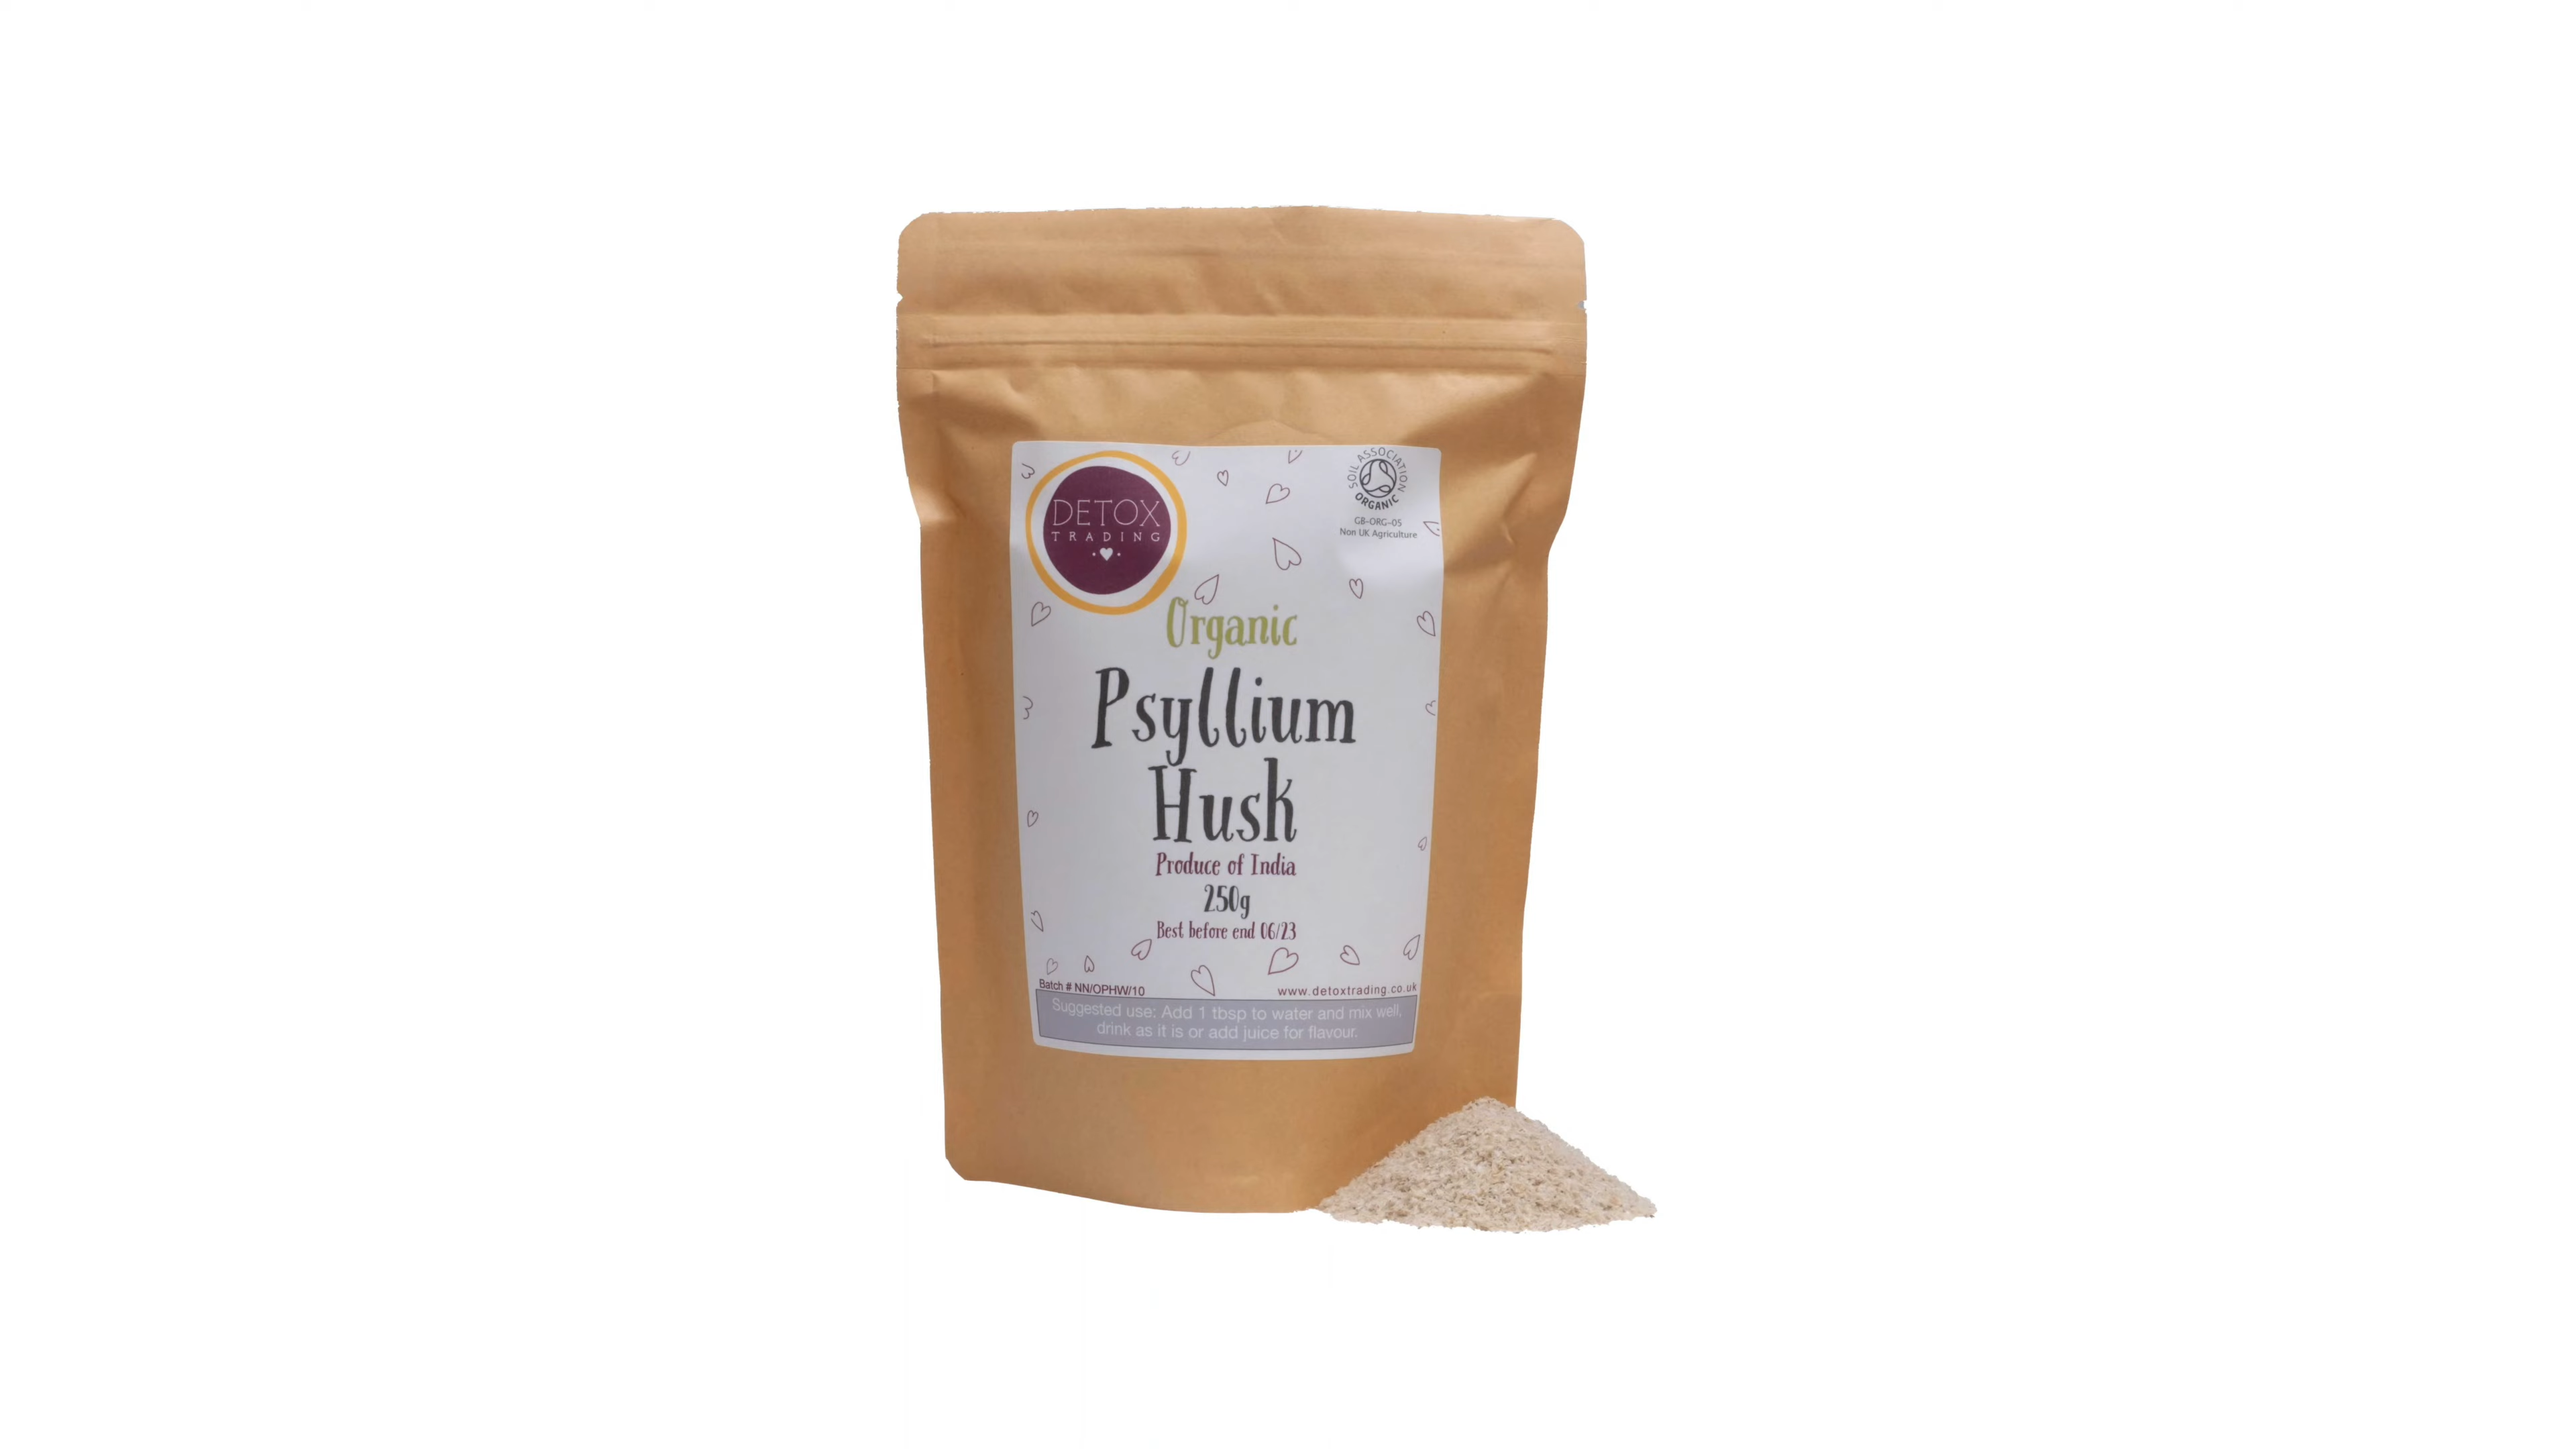 DETOX
TRADING
SOIL ASSOCIATION
ORGANIC
GB-ORG-05
Non UK Agriculture
Organic
Psyllium
Husk
Produce of India
250g
Best before end 06/23
Batch # NN/OPHW/10
www.detoxtrading.co.uk
Suggested use: Add 1 tbsp to water and mix well,
drink as it is or add juice for flavour.